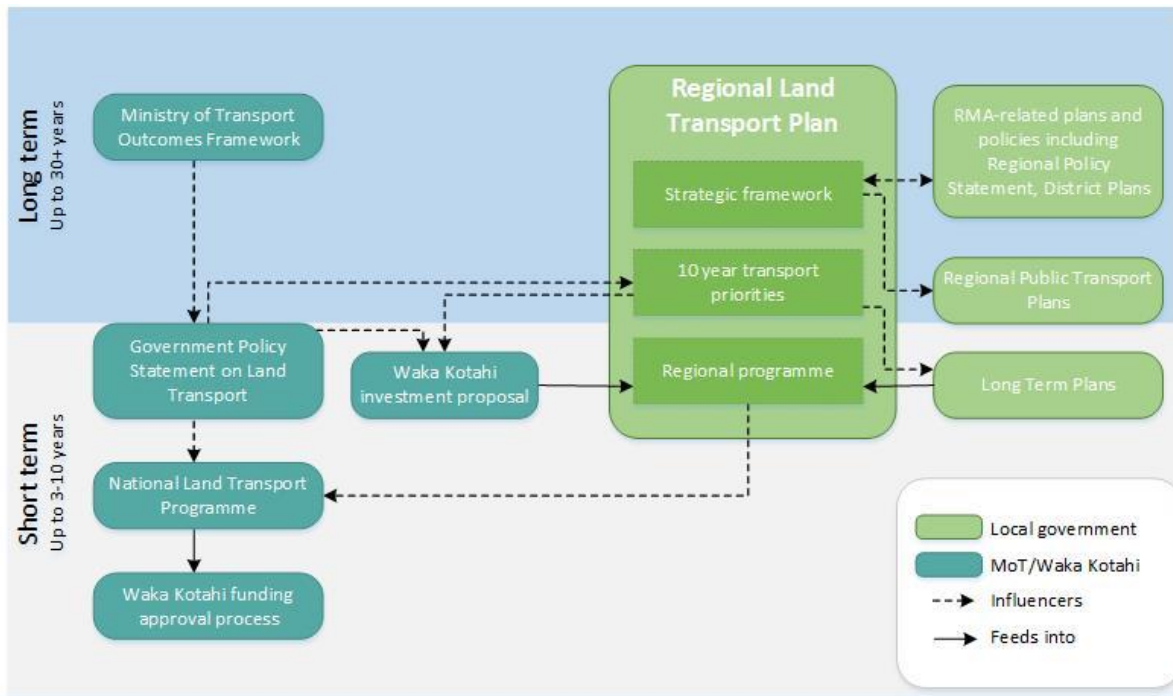 Long term
Up to 30+ years
Short term
Up to 3-10 years
Ministry of Transport
Outcomes Framework
Government Policy
Statement on Land
Transport
National Land Transport
Programme
Waka Kotahi funding
approval process
Waka Kotahi
investment proposal
Regional Land
Transport Plan
Strategic framework
10 year transport
priorities
Regional programme
RMA-related plans and
policies including
Regional Policy
Statement, District Plans
Regional Public Transport
Plans
Long Term Plans
Local government
MoT/Waka Kotahi
Influencers
Feeds into